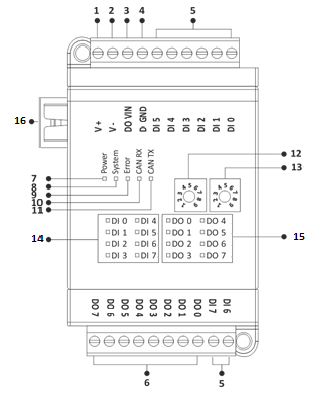 1 2 3 4 5
V+ V- DO VIN D GND DI 5 DI 4 DI 3 DI 2 DI 1 DI 0
16
Power System Error CAN RX CAN TX
7
8
9
10
11
12
13
DI 0 DI 4 DO 0 DO 4
DI 1 DI 5 DO 1 DO 5
DI 2 DI 6 DO 2 DO 6
DI 3 DI 7 DO 3 DO 7
14
15
DO 7 DO 6 DO 5 DO 4 DO 3 DO 2 DO 1 DO 0 DI 7 DI 6
6 5